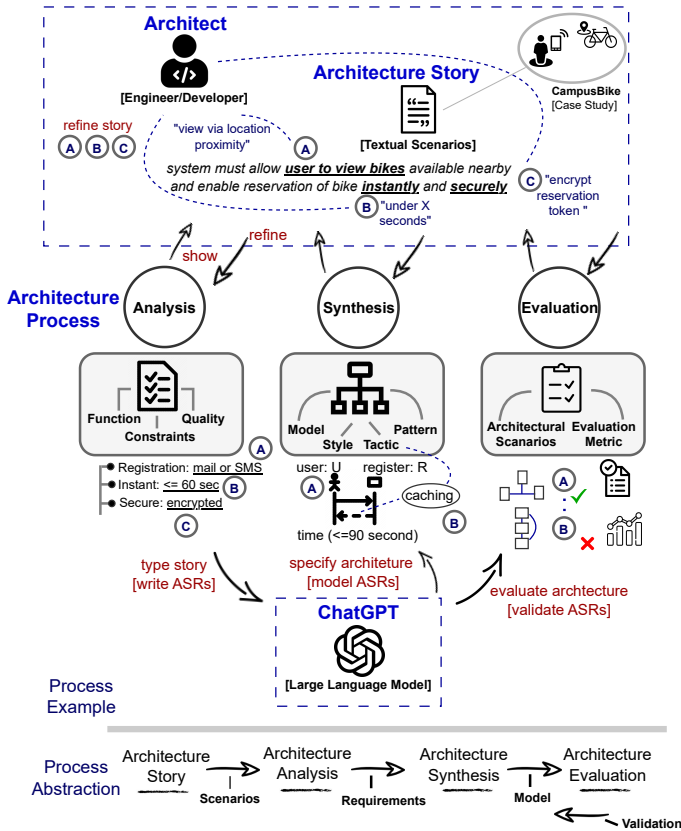 Architect
[Engineer/Developer]
Architecture Story
[Textual Scenarios]
CampusBike
[Case Study]
refine story
A B C
"view via location
proximity"
A
system must allow user to view bikes available nearby
and enable reservation of bike instantly and securely
B
"under X
seconds"
C
"encrypt
reservation
token "
show
refine
Architecture
Process
Analysis
Synthesis
Evaluation
Function
Quality
Constraints
Model
Pattern
Style
Tactic
Architectural
Scanarios
Evaluation
Metric
A
Registration: mail or SMS
Instant: <= 60 sec
B
Secure: encrypted
C
user: U
register: R
A
caching
B
time (<=90 second)
A
B
type story
[write ASRs]
specify architeture
[model ASRs]
evaluate archtecture
[validate ASRs]
ChatGPT
[Large Language Model]
Process
Example
Process
Abstraction
Architecture
Story
Scenarios
Architecture
Analysis
Requirements
Architecture
Synthesis
Model
Architecture
Evaluation
Validation